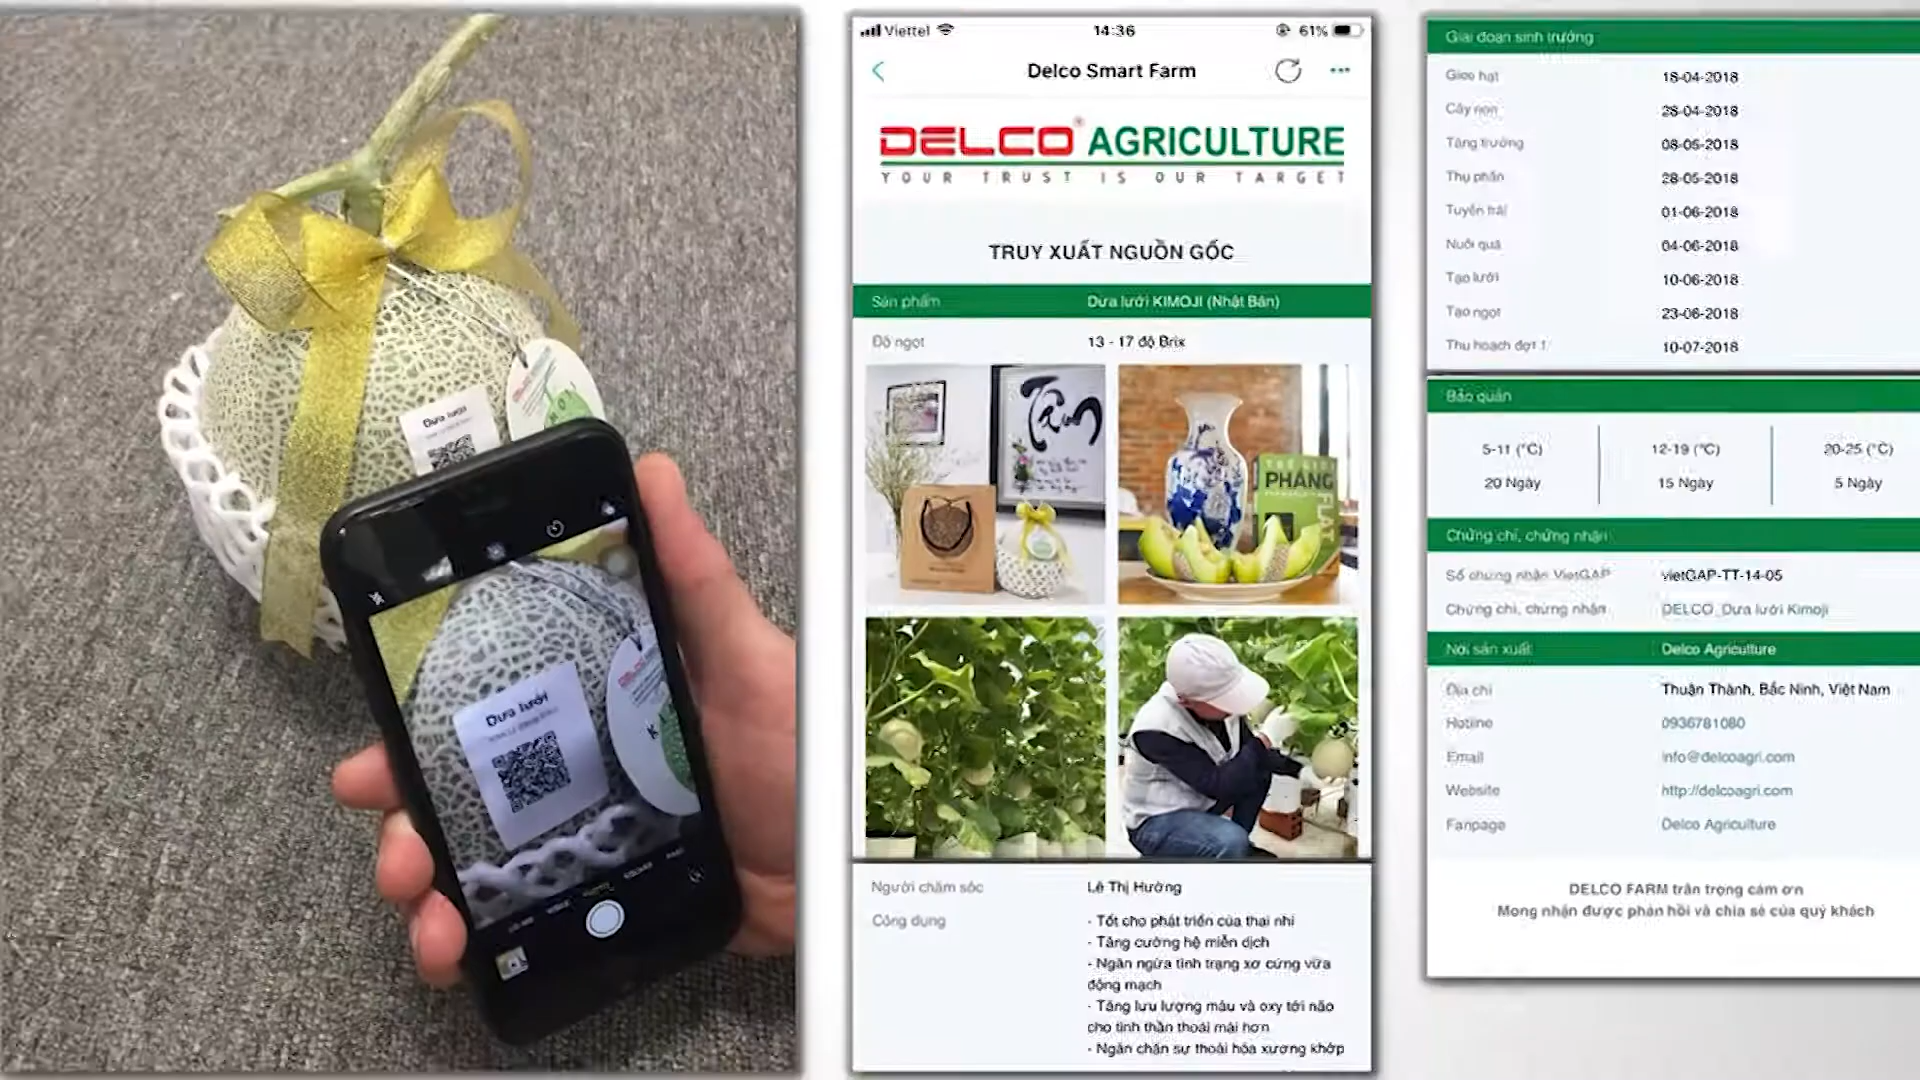 Dưa lưới
DELCO
Dưa lưới
Viettel
14:36
61%
Delco Smart Farm
DELCO® AGRICULTURE
YOUR TRUST IS OUR TARGET
TRUY XUẤT NGUỒN GỐC
Sản phẩm
Dưa lưới KIMOJI (Nhật Bản)
Độ ngọt
13 - 17 độ Brix
Tâm
THẾ GIỚI
PHẲNG
FLAT
Người chăm sóc
Lê Thị Hường
Công dụng
- Tốt cho phát triển của thai nhi
- Tăng cường hệ miễn dịch
- Ngăn ngừa tình trạng xơ cứng vữa
động mạch
- Tăng lưu lượng máu và oxy tới não
cho tinh thần thoải mái hơn
- Ngăn chặn sự thoái hóa xương khớp
Giai đoạn sinh trưởng
Gieo hạt
18-04-2018
Cây non
28-04-2018
Tăng trưởng
08-05-2018
Thụ phấn
28-05-2018
Tuyển trái
01-06-2018
Nuôi quả
04-06-2018
Tạo lưới
10-06-2018
Tạo ngọt
23-06-2018
Thu hoạch đợt 1
10-07-2018
Bảo quản
5-11 (°C)
12-19 (°C)
20-25 (°C)
20 Ngày
15 Ngày
5 Ngày
Chứng chỉ, chứng nhận
Số chứng nhận VietGAP
vietGAP-TT-14-05
Chứng chỉ, chứng nhận
DELCO_Dưa lưới Kimoji
Nơi sản xuất
Delco Agriculture
Địa chỉ
Thuận Thành, Bắc Ninh, Việt Nam
Hotline
0936781080
Email
info@delcoagri.com
Website
http://delcoagri.com
Fanpage
Delco Agriculture
DELCO FARM trân trọng cảm ơn
Mong nhận được phản hồi và chia sẻ của quý khách